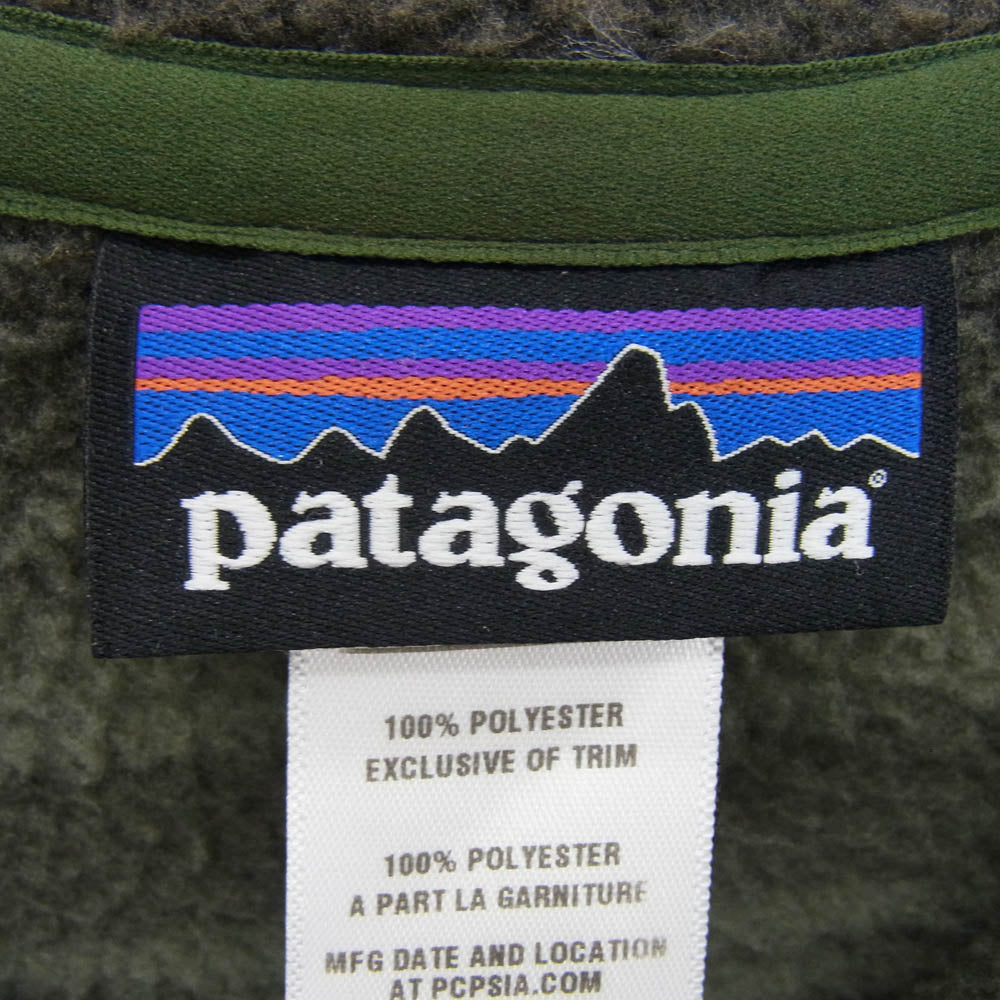 patagonia®
100% POLYESTER
EXCLUSIVE OF TRIM
100% POLYESTER
A PART LA GARNITURE
MFG DATE AND LOCATION
AT PCPSIA.COM